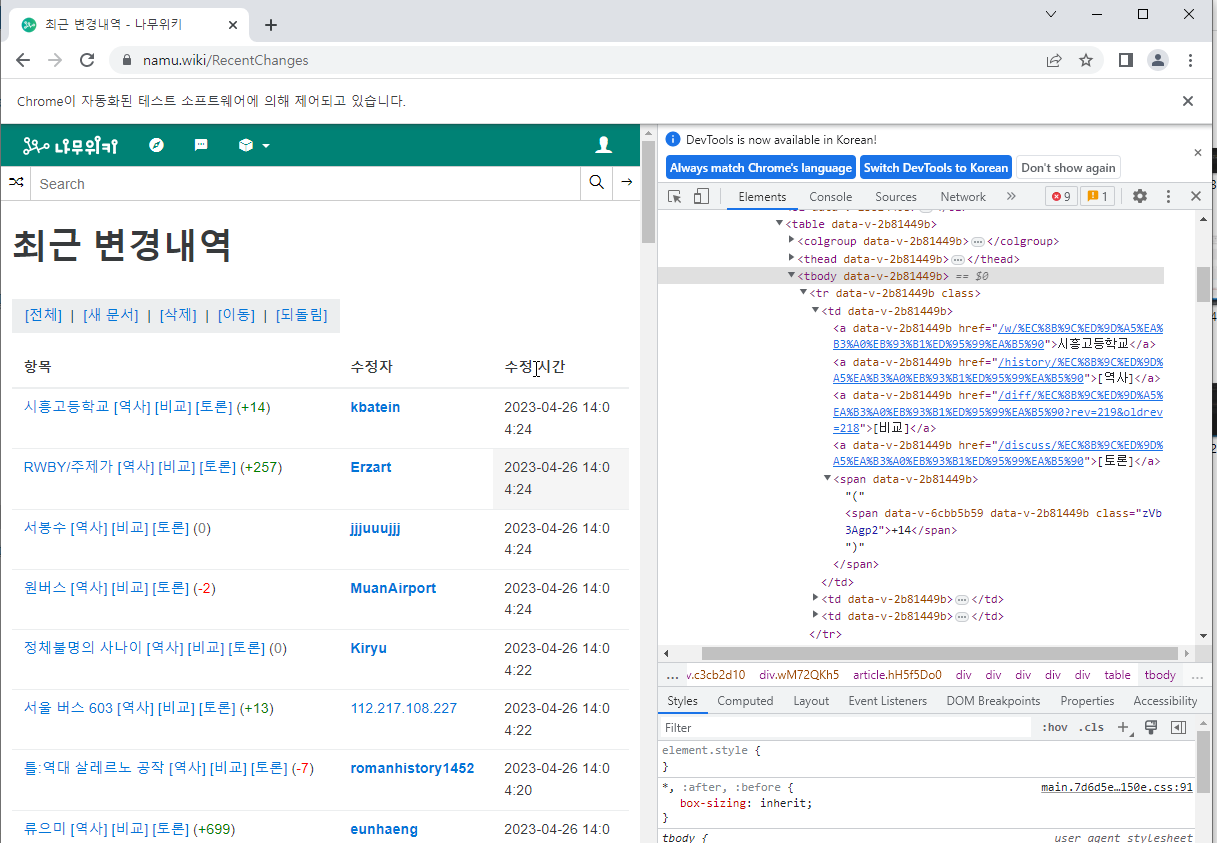 최근 변경내역 - 나무위키
namu.wiki/RecentChanges
Chrome이 자동화된 테스트 소프트웨어에 의해 제어되고 있습니다.
나무위키
Search
최근 변경내역
[전체] | [새 문서] | [삭제] | [이동] | [되돌림]
항목 수정자 수정시간
시흥고등학교 [역사] [비교] [토론] (+14) kbatein 2023-04-26 14:0
4:24
RWBY/주제가 [역사] [비교] [토론] (+257) Erzart 2023-04-26 14:0
4:24
서봉수 [역사] [비교] [토론] (0) jjjuuujjj 2023-04-26 14:0
4:24
원버스 [역사] [비교] [토론] (-2) MuanAirport 2023-04-26 14:0
4:24
정체불명의 사나이 [역사] [비교] [토론] (0) Kiryu 2023-04-26 14:0
4:22
서울 버스 603 [역사] [비교] [토론] (+13) 112.217.108.227 2023-04-26 14:0
4:22
틀:역대 살레르노 공작 [역사] [비교] [토론] (-7) romanhistory1452 2023-04-26 14:0
4:20
류으미 [역사] [비교] [토론] (+699) eunhaeng 2023-04-26 14:0
DevTools is now available in Korean!
Always match Chrome's language Switch DevTools to Korean Don't show again
Elements Console Sources Network » 9 1
<table data-v-2b81449b>
<colgroup data-v-2b81449b>…</colgroup>
<thead data-v-2b81449b>…</thead>
<tbody data-v-2b81449b> == $0
<tr data-v-2b81449b class>
<td data-v-2b81449b>
<a data-v-2b81449b href="/w/%EC%8B%9C%ED%9D%A5%EA%
B3%A0%EB%93%B1%ED%95%99%EA%B5%90">시흥고등학교</a>
<a data-v-2b81449b href="/history/%EC%8B%9C%ED%9D%
A5%EA%B3%A0%EB%93%B1%ED%95%99%EA%B5%90">[역사]</a>
<a data-v-2b81449b href="/diff/%EC%8B%9C%ED%9D%A5%
EA%B3%A0%EB%93%B1%ED%95%99%EA%B5%90?rev=219&oldrev
=218">[비교]</a>
<a data-v-2b81449b href="/discuss/%EC%8B%9C%ED%9D%
A5%EA%B3%A0%EB%93%B1%ED%95%99%EA%B5%90">[토론]</a>
<span data-v-2b81449b>
"("
<span data-v-6cbb5b59 data-v-2b81449b class="zVb
3Agp2">+14</span>
")"
</span>
</td>
<td data-v-2b81449b>…</td>
<td data-v-2b81449b>…</td>
</tr>
… v.c3cb2d10 div.wM72QKh5 article.hH5f5Do0 div div div div div table tbody …
Styles Computed Layout Event Listeners DOM Breakpoints Properties Accessibility
Filter :hov .cls
element.style {
}
*, :after, :before { main.7d6d5e…150e.css:91
box-sizing: inherit;
}
tbody { user agent stylesheet